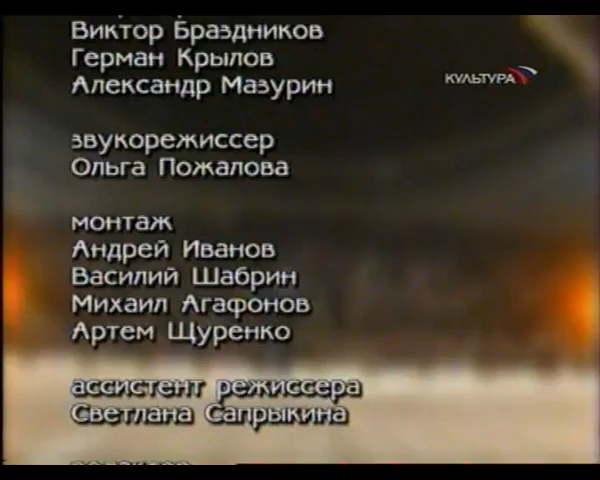 Виктор Браздников
Герман Крылов
Александр Мазурин
КУЛЬТУРА
звукорежиссер
Ольга Пожалова
монтаж
Андрей Иванов
Василий Шабрин
Михаил Агафонов
Артем Щуренко
ассистент режиссера
Светлана Сапрыкина